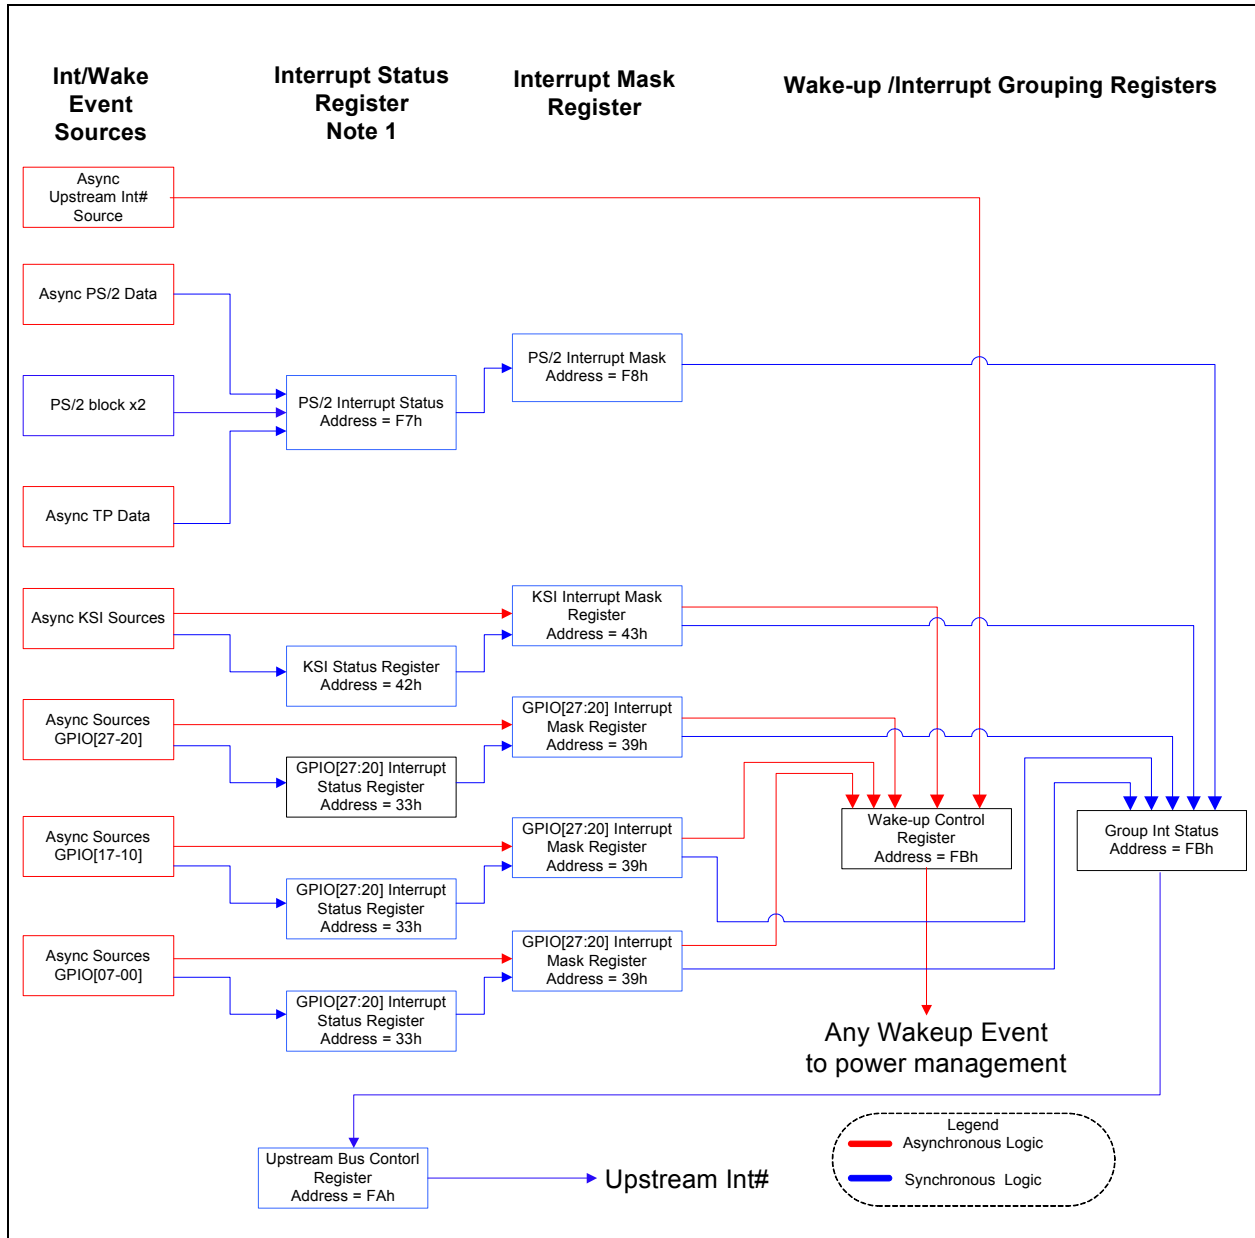 Int/Wake
Event
Sources
Interrupt Status
Register
Note 1
Interrupt Mask
Register
Wake-up /Interrupt Grouping Registers
Async
Upstream Int#
Source
Async PS/2 Data
PS/2 block x2
Async TP Data
PS/2 Interrupt Status
Address = F7h
PS/2 Interrupt Mask
Address = F8h
Async KSI Sources
KSI Status Register
Address = 42h
KSI Interrupt Mask
Register
Address = 43h
Async Sources
GPIO[27-20]
GPIO[27:20] Interrupt
Status Register
Address = 33h
GPIO[27:20] Interrupt
Mask Register
Address = 39h
Async Sources
GPIO[17-10]
GPIO[27:20] Interrupt
Status Register
Address = 33h
GPIO[27:20] Interrupt
Mask Register
Address = 39h
Async Sources
GPIO[07-00]
GPIO[27:20] Interrupt
Status Register
Address = 33h
GPIO[27:20] Interrupt
Mask Register
Address = 39h
Wake-up Control
Register
Address = FBh
Group Int Status
Address = FBh
Any Wakeup Event
to power management
Upstream Bus Contorl
Register
Address = FAh
Upstream Int#
Legend
Asynchronous Logic
Synchronous Logic